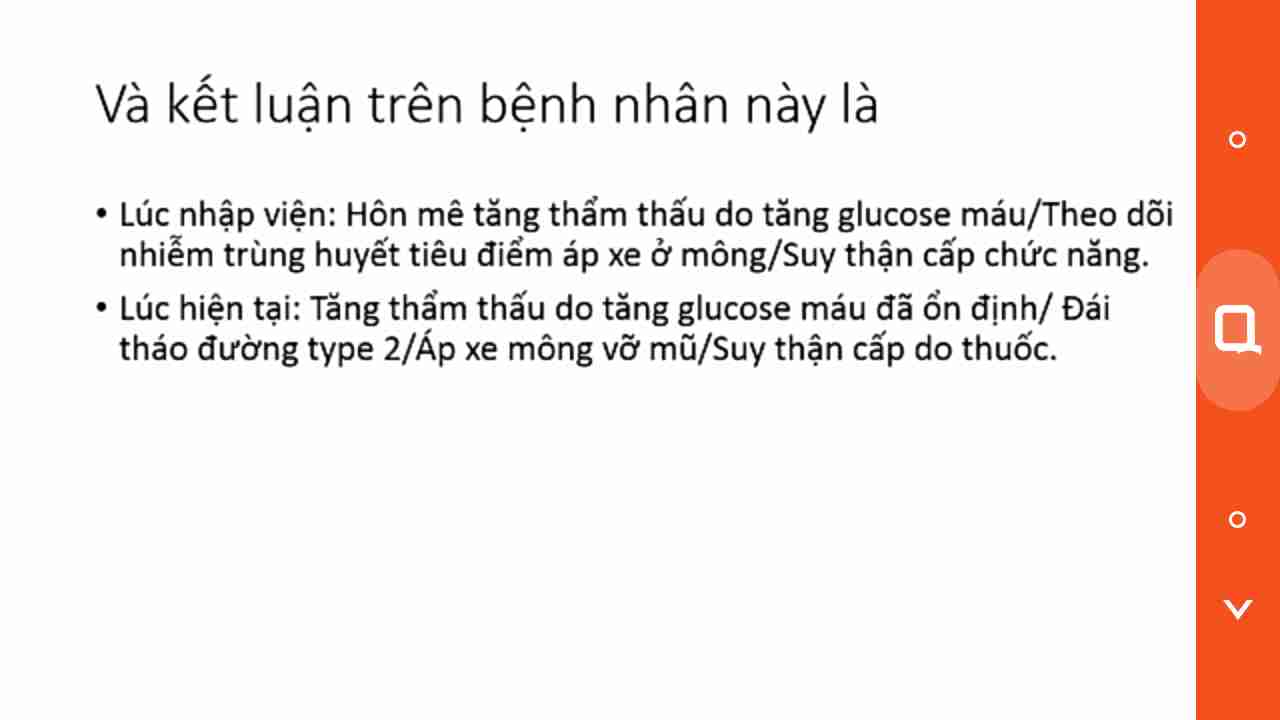 Và kết luận trên bệnh nhân này là
• Lúc nhập viện: Hôn mê tăng thẩm thấu do tăng glucose máu/Theo dõi
nhiễm trùng huyết tiêu điểm áp xe ở mông/Suy thận cấp chức năng.
• Lúc hiện tại: Tăng thẩm thấu do tăng glucose máu đã ổn định/ Đái
tháo đường type 2/Áp xe mông vỡ mũ/Suy thận cấp do thuốc.